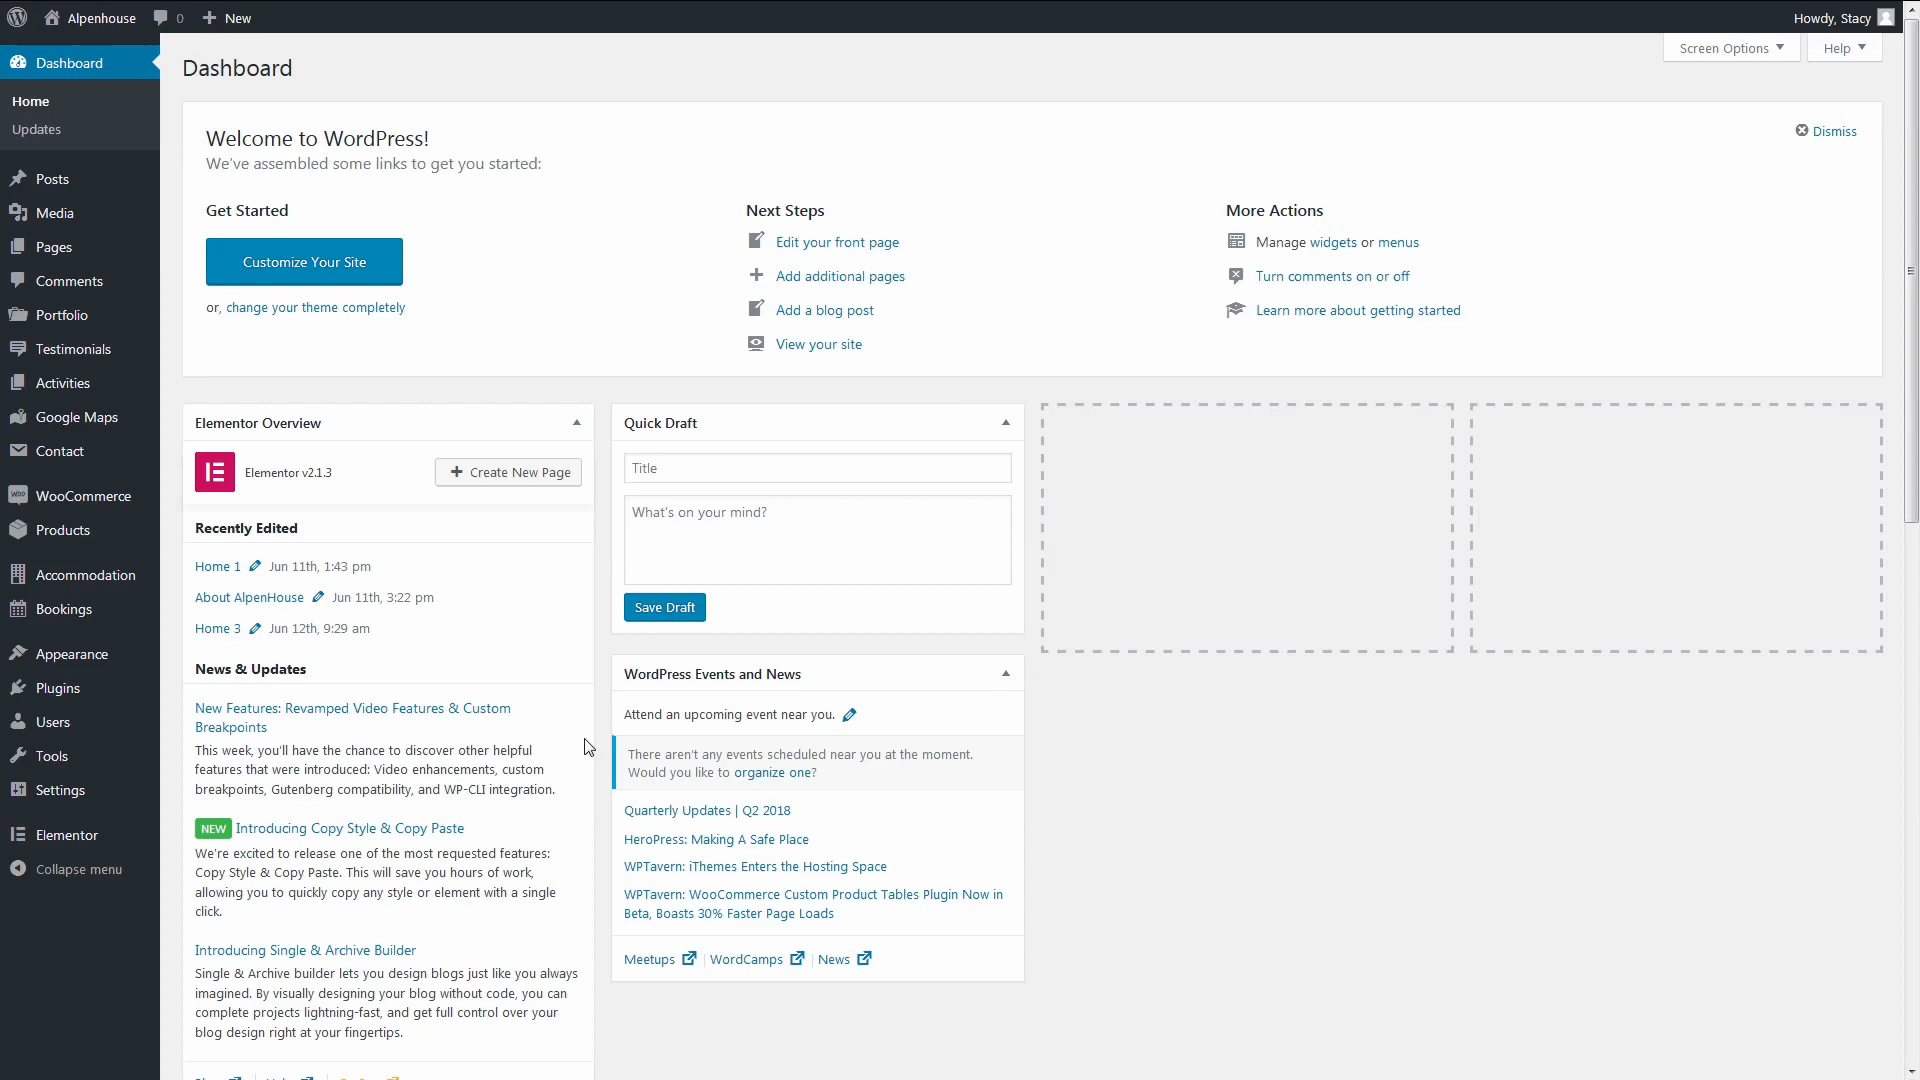 Alpenhouse
0
New
Howdy, Stacy
Dashboard
Home
Updates
Posts
Media
Pages
Comments
Portfolio
Testimonials
Activities
Google Maps
Contact
WooCommerce
Products
Accommodation
Bookings
Appearance
Plugins
Users
Tools
Settings
Elementor
Collapse menu
Screen Options
Help
Dashboard
Welcome to WordPress!
We've assembled some links to get you started:
Dismiss
Get Started
Customize Your Site
or, change your theme completely
Next Steps
Edit your front page
Add additional pages
Add a blog post
View your site
More Actions
Manage widgets or menus
Turn comments on or off
Learn more about getting started
Elementor Overview
Elementor v2.1.3
Create New Page
Recently Edited
Home 1 Jun 11th, 1:43 pm
About AlpenHouse Jun 11th, 3:22 pm
Home 3 Jun 12th, 9:29 am
News & Updates
New Features: Revamped Video Features & Custom
Breakpoints
This week, you'll have the chance to discover other helpful
features that were introduced: Video enhancements, custom
breakpoints, Gutenberg compatibility, and WP-CLI integration.
NEW Introducing Copy Style & Copy Paste
We're excited to release one of the most requested features:
Copy Style & Copy Paste. This will save you hours of work,
allowing you to quickly copy any style or element with a single
click.
Introducing Single & Archive Builder
Single & Archive builder lets you design blogs just like you always
imagined. By visually designing your blog without code, you can
complete projects lightning-fast, and get full control over your
blog design right at your fingertips.
Quick Draft
Title
What's on your mind?
Save Draft
WordPress Events and News
Attend an upcoming event near you.
There aren't any events scheduled near you at the moment.
Would you like to organize one?
Quarterly Updates | Q2 2018
HeroPress: Making A Safe Place
WPTavern: iThemes Enters the Hosting Space
WPTavern: WooCommerce Custom Product Tables Plugin Now in
Beta, Boasts 30% Faster Page Loads
Meetups | WordCamps | News